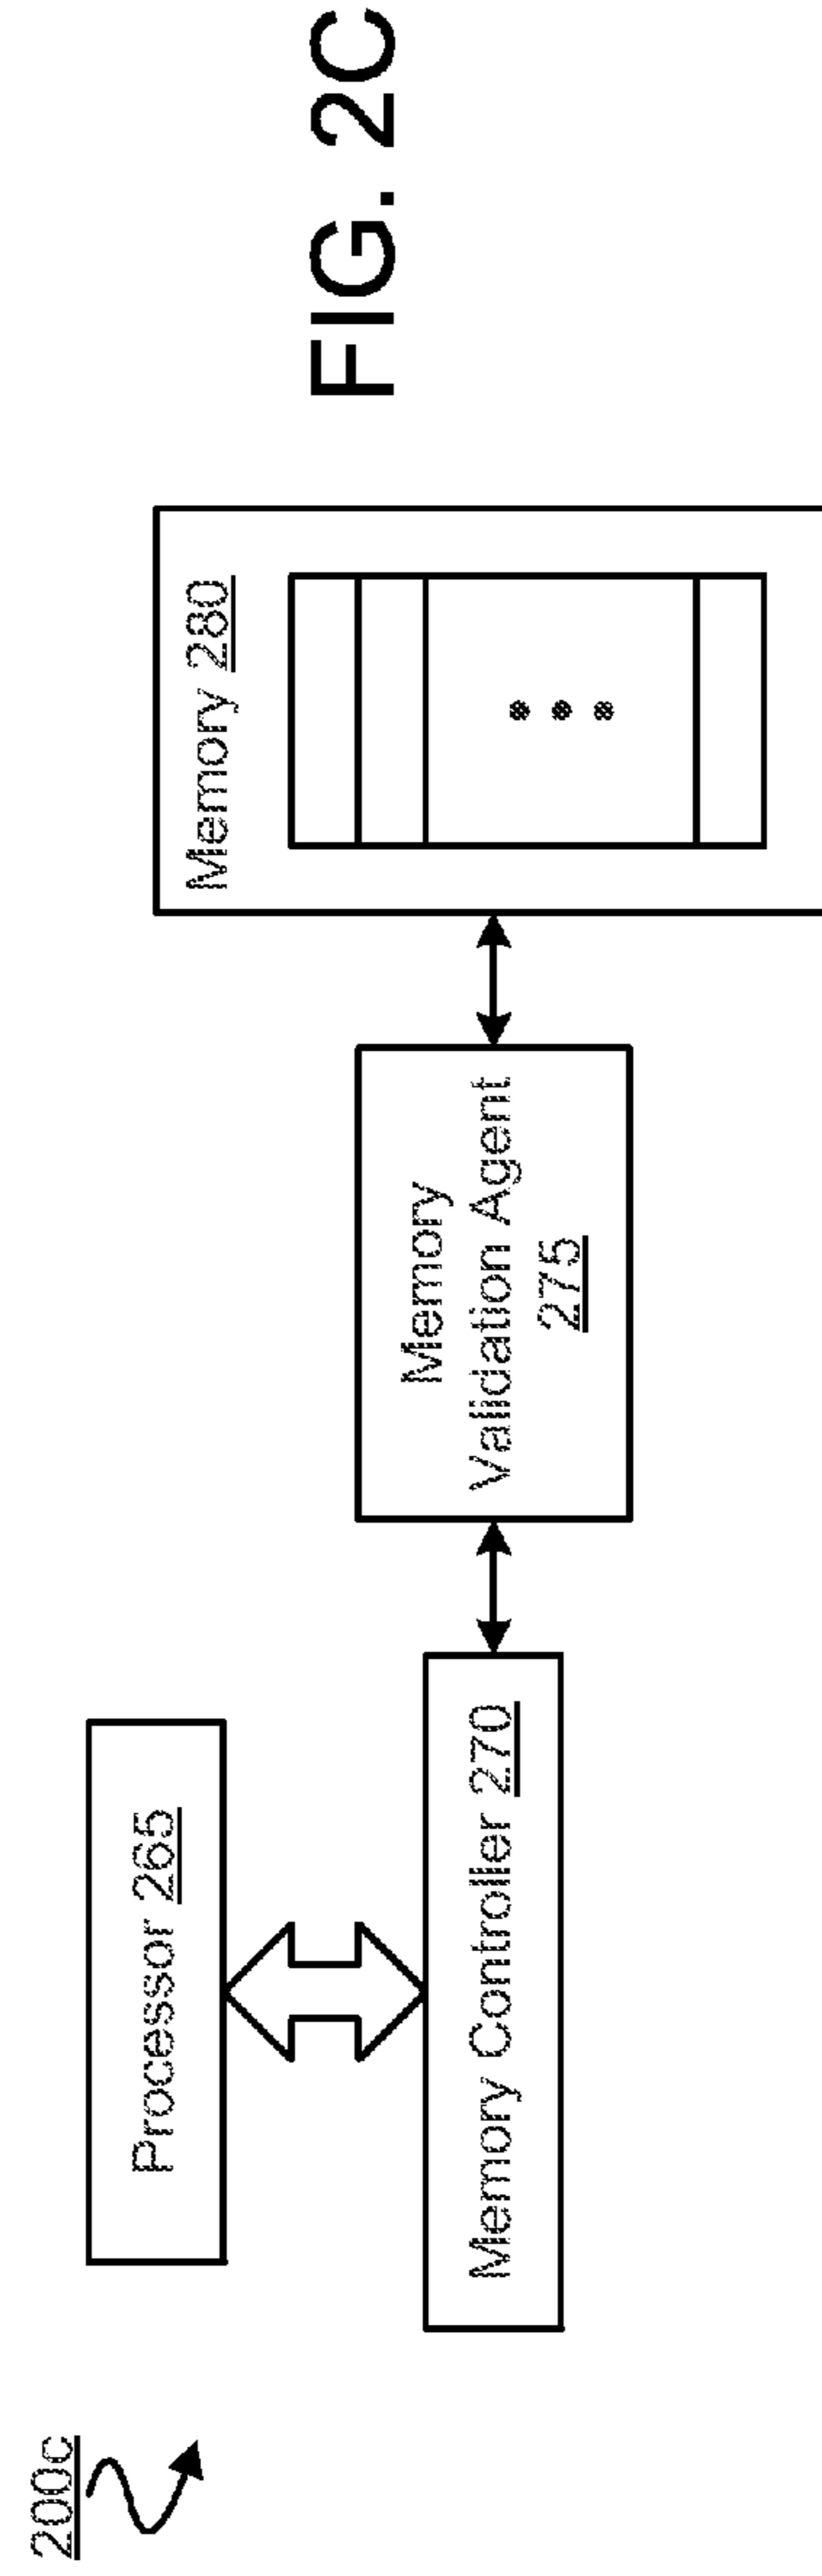 200c
Processor 265
Memory Controller 270
Memory
Validation Agent
275
Memory 280
FIG. 2C